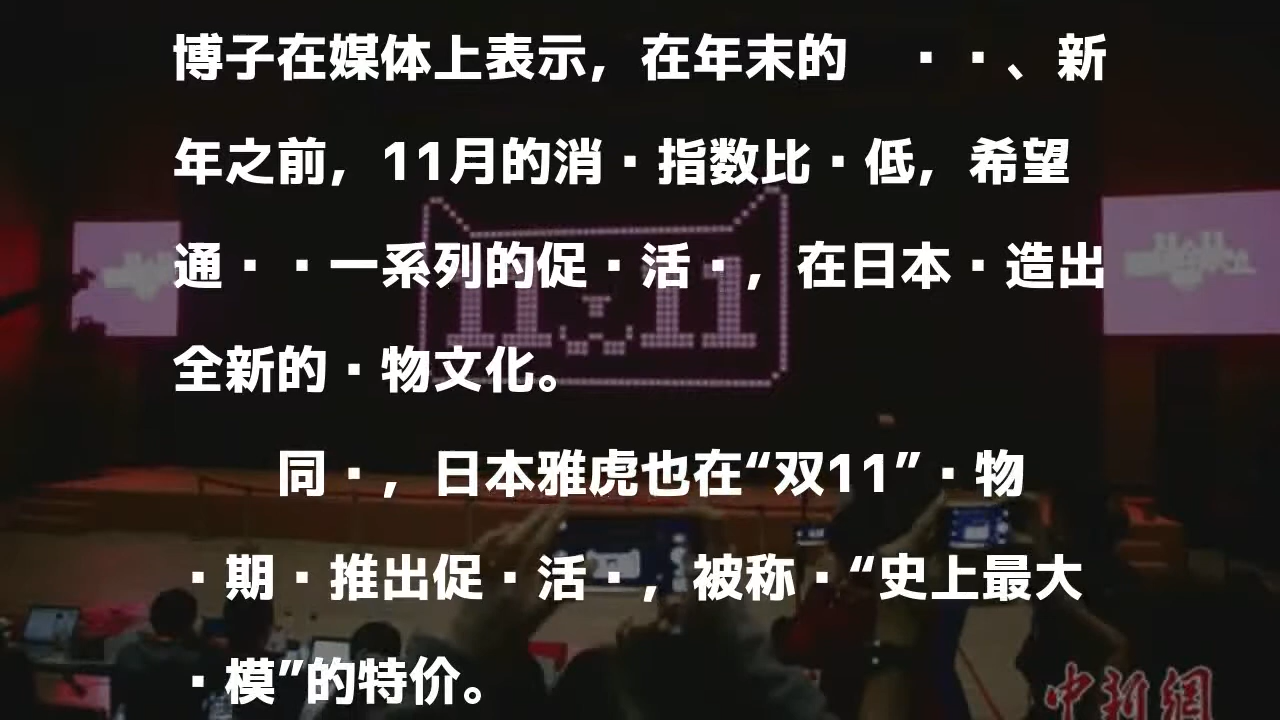 博子在媒体上表示，在年末的　··、新
年之前，11月的消·指数比·低，希望
通··一系列的促·活·，在日本·造出
全新的·物文化。
同·，日本雅虎也在“双11”·物
·期·推出促·活·，被称·“史上最大
·模”的特价。
11 11
中新網